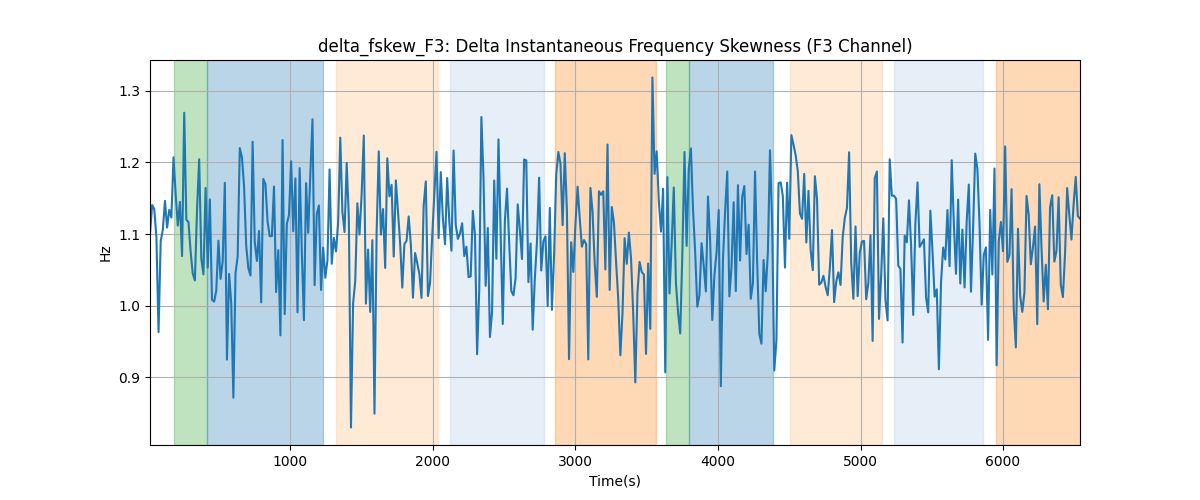 delta_fskew_F3: Delta Instantaneous Frequency Skewness (F3 Channel)
1.3
1.2
1.1
1.0
0.9
Hz
1000 2000 3000 4000 5000 6000
Time(s)